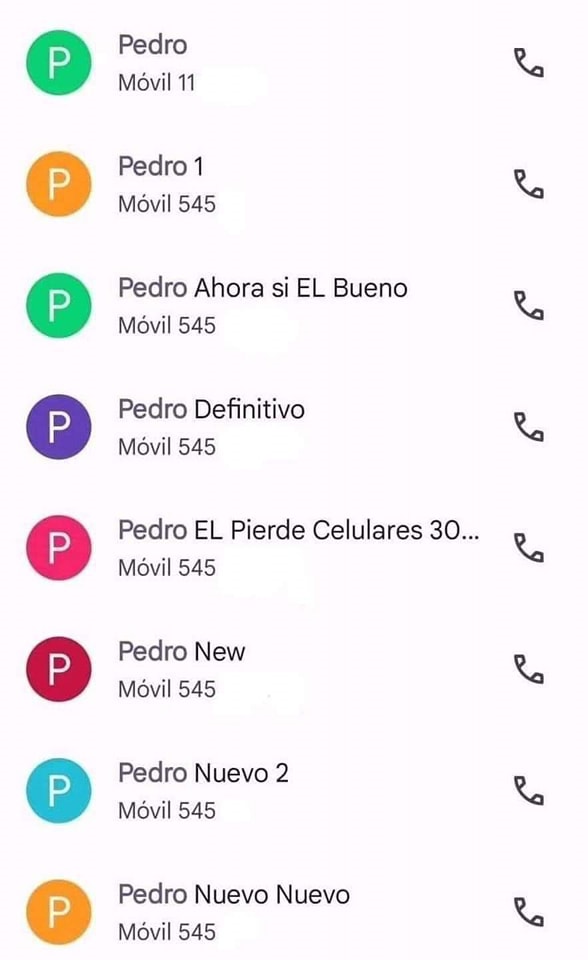 P
Pedro
Móvil 11
P
Pedro 1
Móvil 545
P
Pedro Ahora si EL Bueno
Móvil 545
P
Pedro Definitivo
Móvil 545
P
Pedro EL Pierde Celulares 30...
Móvil 545
P
Pedro New
Móvil 545
P
Pedro Nuevo 2
Móvil 545
P
Pedro Nuevo Nuevo
Móvil 545